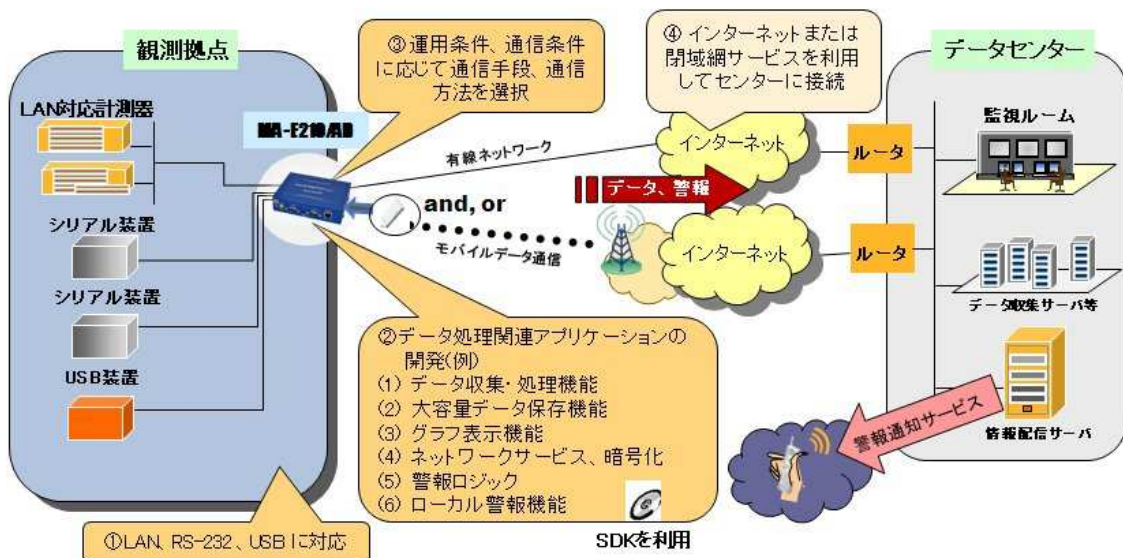 観測拠点
LAN対応計測器
MA-E210/AD
シリアル装置
シリアル装置
USB装置
①LAN、RS-232、USBに対応
③運用条件、通信条件
に応じて通信手段、通信
方法を選択
④インターネットまたは
閉域網サービスを利用
してセンターに接続
有線ネットワーク
and, or
モバイルデータ通信
データ、警報
インターネット
インターネット
ルータ
ルータ
②データ処理関連アプリケーションの
開発(例)
(1) データ収集・処理機能
(2) 大容量データ保存機能
(3) グラフ表示機能
(4) ネットワークサービス、暗号化
(5) 警報ロジック
(6) ローカル警報機能
SDKを利用
データセンター
監視ルーム
データ収集サーバ等
情報配信サーバ
警報通知サービス